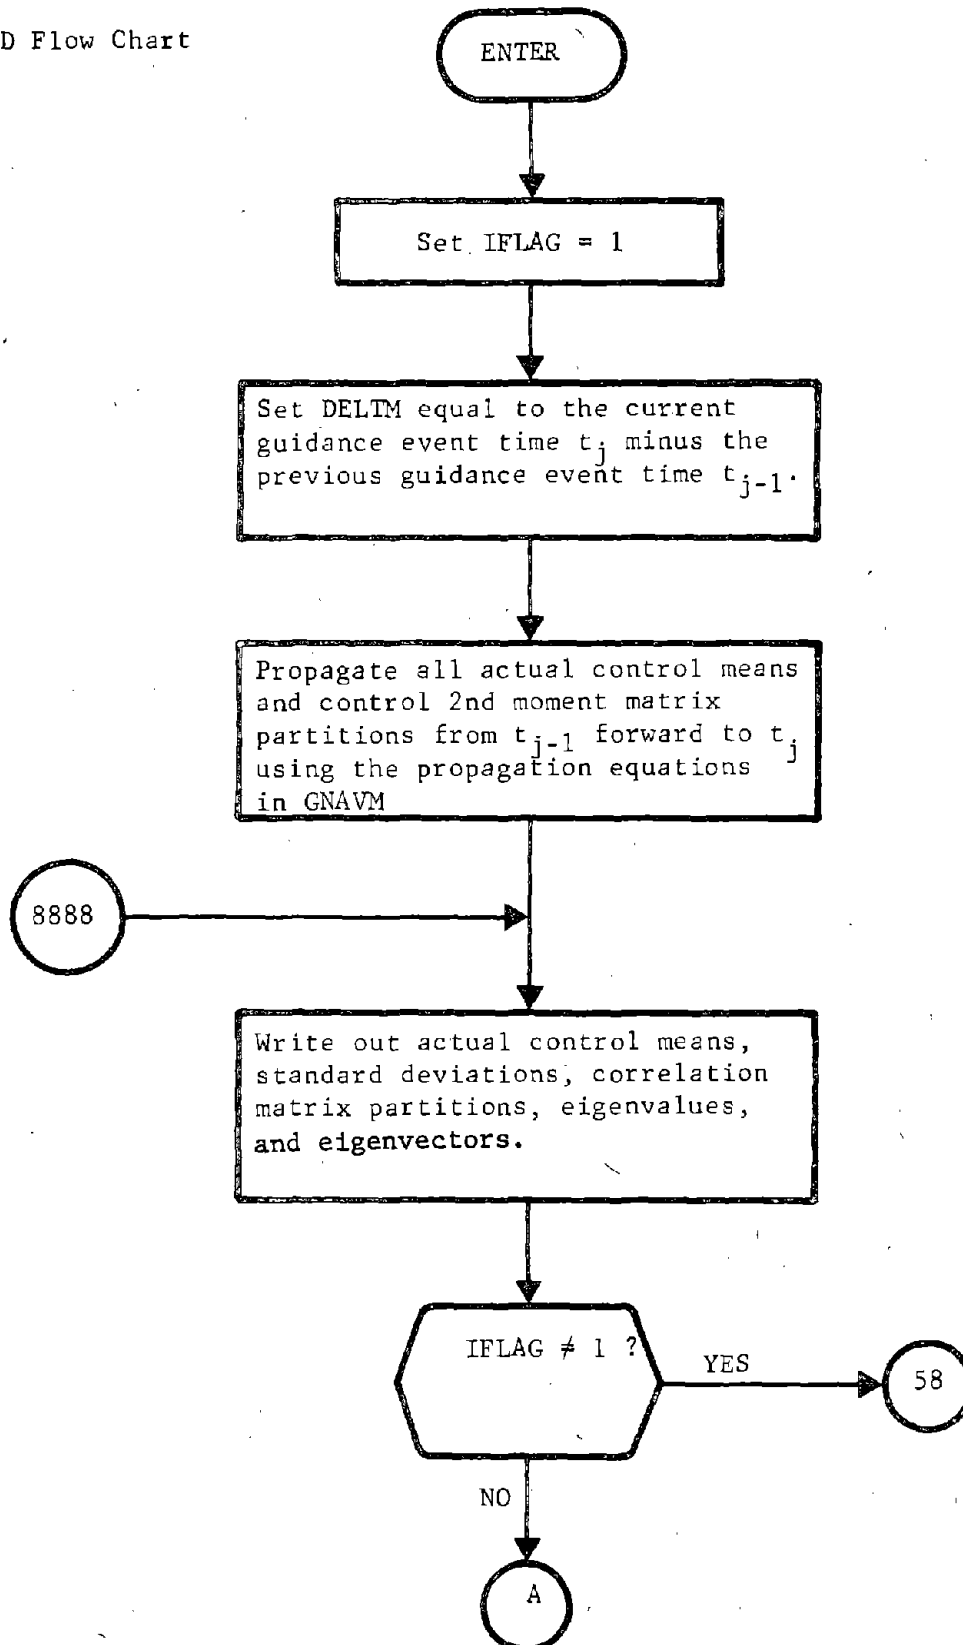 D Flow Chart
ENTER
Set IFLAG = 1
Set DELTM equal to the current
guidance event time tj minus the
previous guidance event time tj-1.
Propagate all actual control means
and control 2nd moment matrix
partitions from tj-1 forward to tj
using the propagation equations
in GNAVM
8888
Write out actual control means,
standard deviations, correlation
matrix partitions, eigenvalues,
and eigenvectors.
IFLAG ≠ 1 ?
YES
58
NO
A